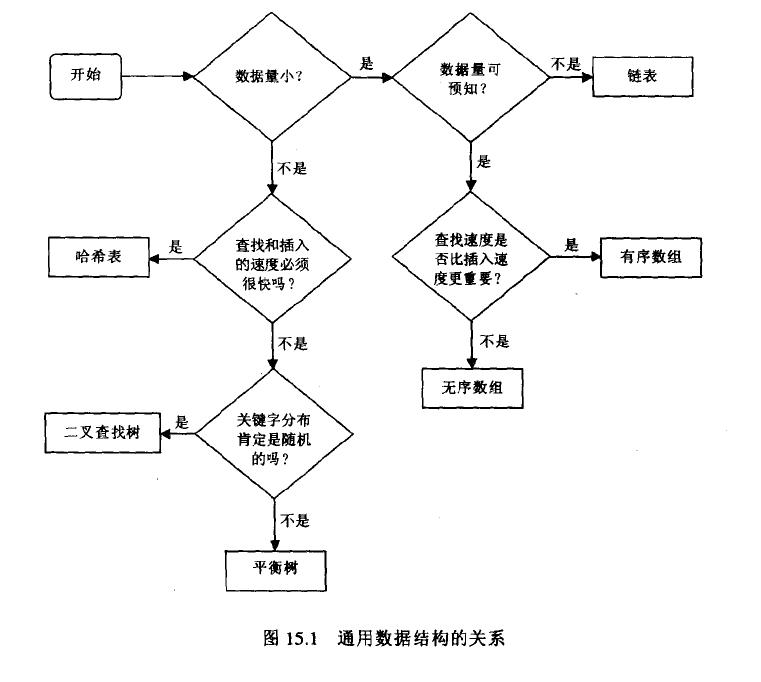 开始
数据量小?
是
数据量可
预知?
不是
链表
不是
是
哈希表
是
查找和插入
的速度必须
很快吗?
查找速度是
否比插入速
度更重要?
是
有序数组
不是
不是
无序数组
二叉查找树
是
关键字分布
肯定是随机
的吗?
不是
平衡树
图 15.1 通用数据结构的关系